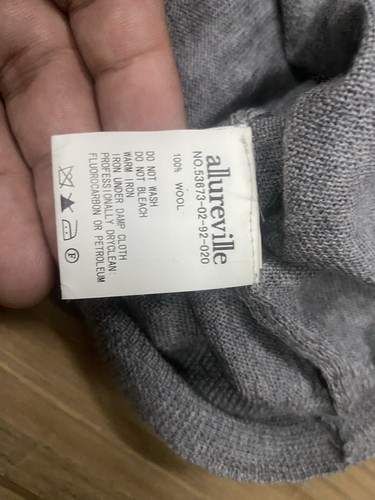 allureville
NO.53673-02-92-020
100% WOOL
DO NOT WASH
DO NOT BLEACH
WARM IRON
IRON UNDER DAMP CLOTH
PROFESSIONALLY DRYCLEAN
FLUOROCARBON OR PETROLEUM
F